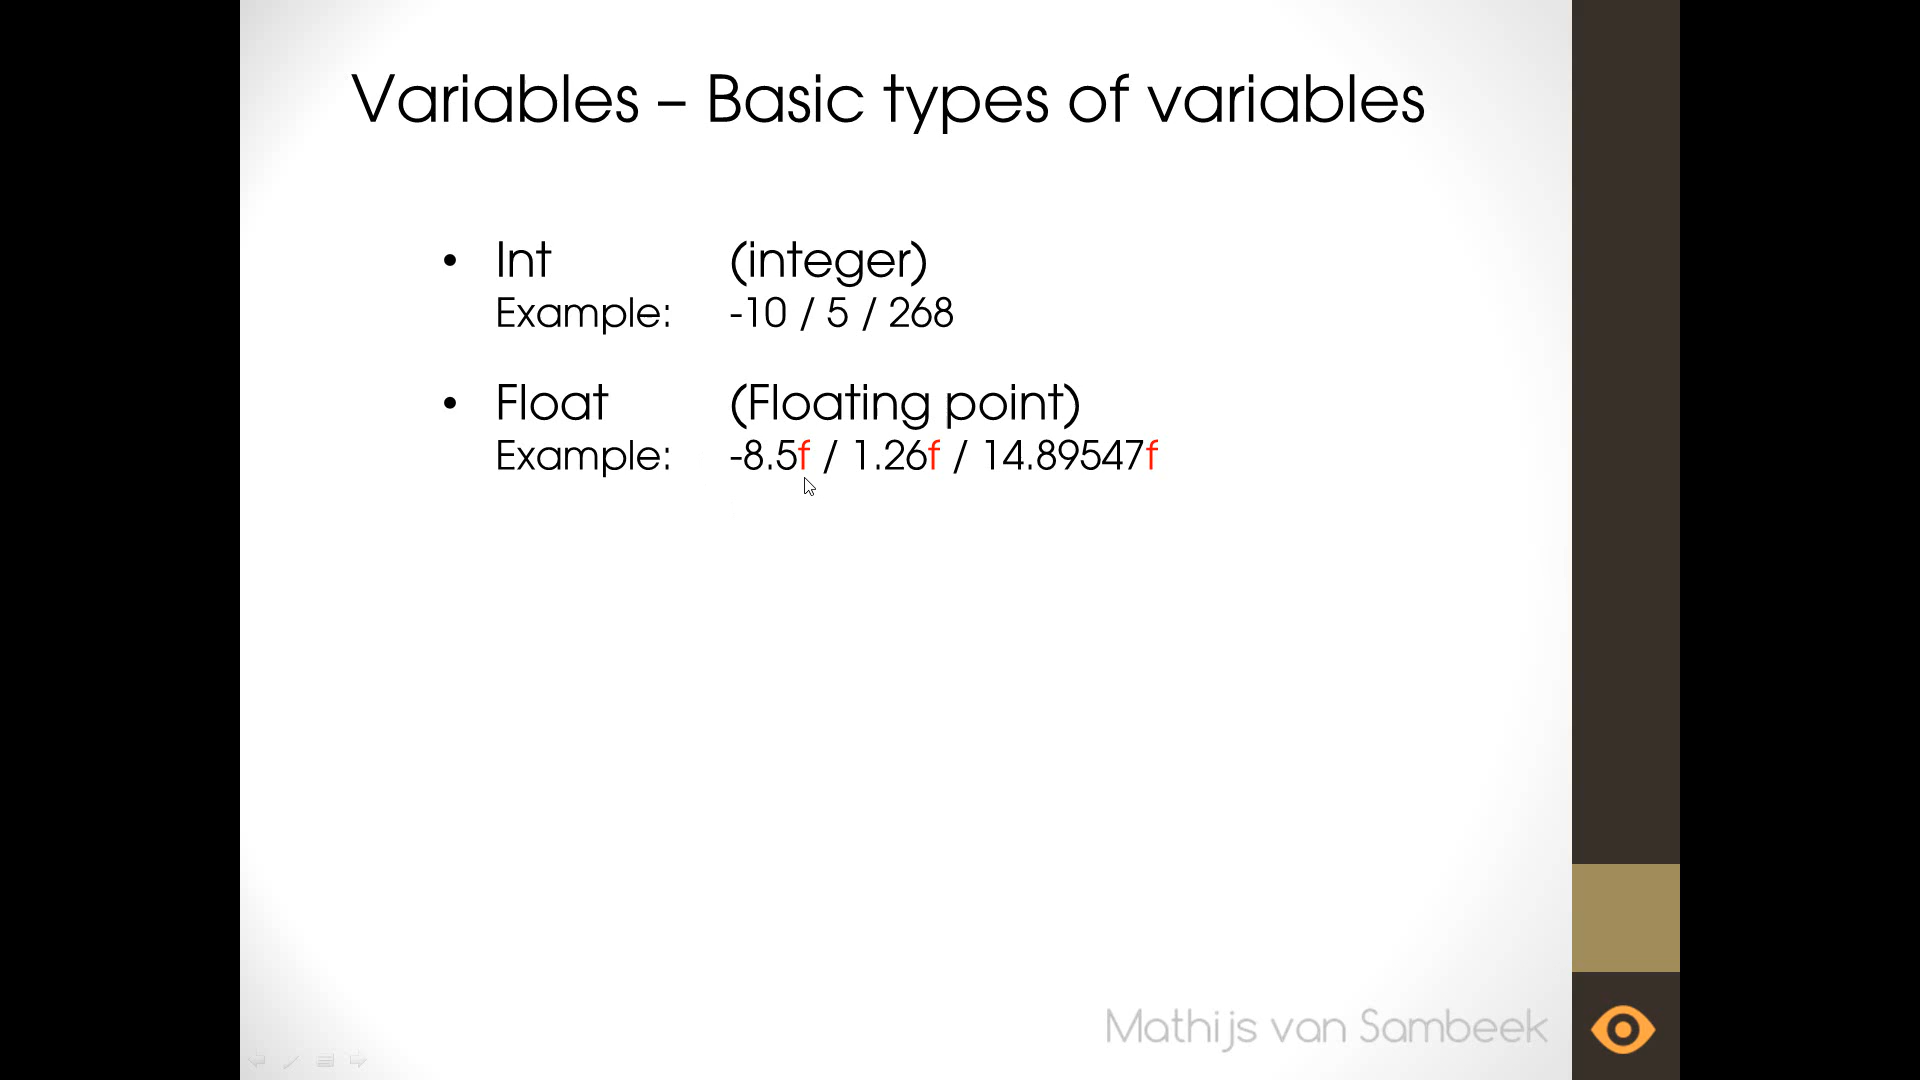 Variables – Basic types of variables
• Int (integer)
Example: -10 / 5 / 268
• Float (Floating point)
Example: -8.5f / 1.26f / 14.89547f
Mathijs van Sambeek